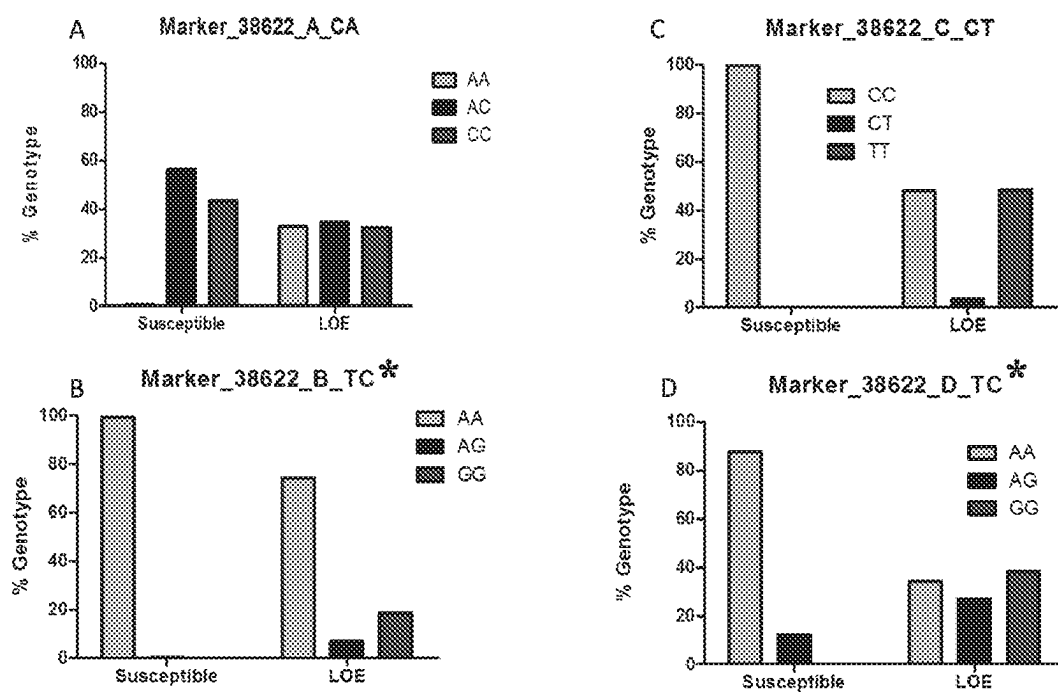 A
Marker_38622_A_CA
AA
AC
CC
% Genotype
100
80
60
40
20
0
Susceptible
LOE
C
Marker_38622_C_CT
CC
CT
TT
% Genotype
100
80
60
40
20
0
Susceptible
LOE
B
Marker_38622_B_TC*
AA
AG
GG
% Genotype
100
80
60
40
20
0
Susceptible
LOE
D
Marker_38622_D_TC*
AA
AG
GG
% Genotype
100
80
60
40
20
0
Susceptible
LOE